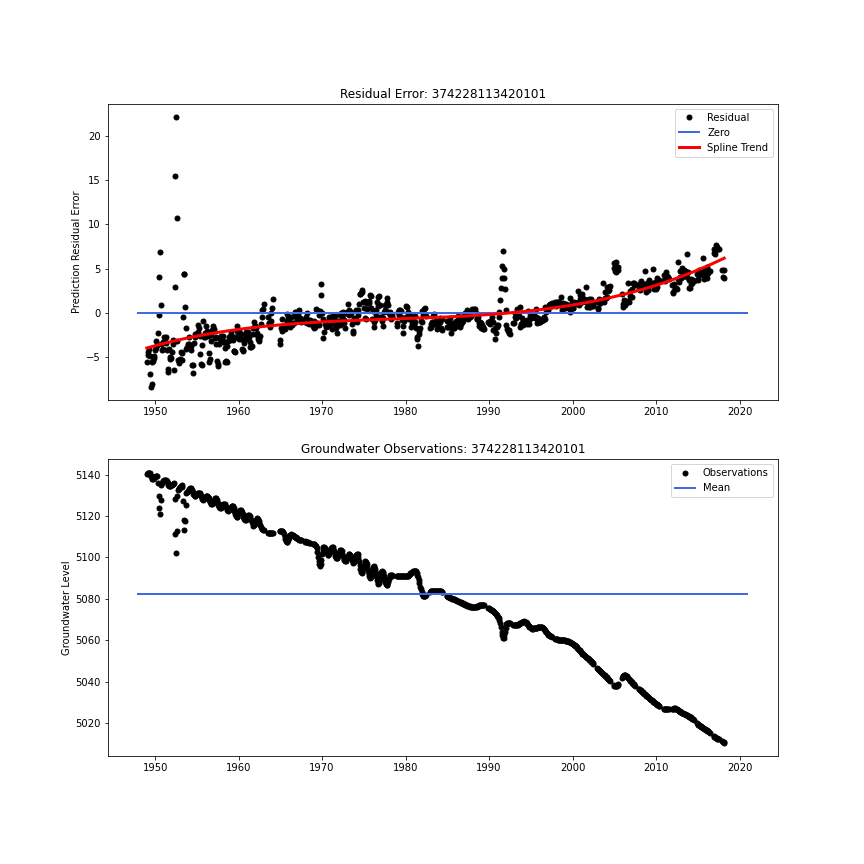 Residual Error: 374228113420101
Prediction Residual Error
20
15
10
5
0
−5
Residual
Zero
Spline Trend
1950 1960 1970 1980 1990 2000 2010 2020
Groundwater Observations: 374228113420101
Groundwater Level
5140
5120
5100
5080
5060
5040
5020
Observations
Mean
1950 1960 1970 1980 1990 2000 2010 2020